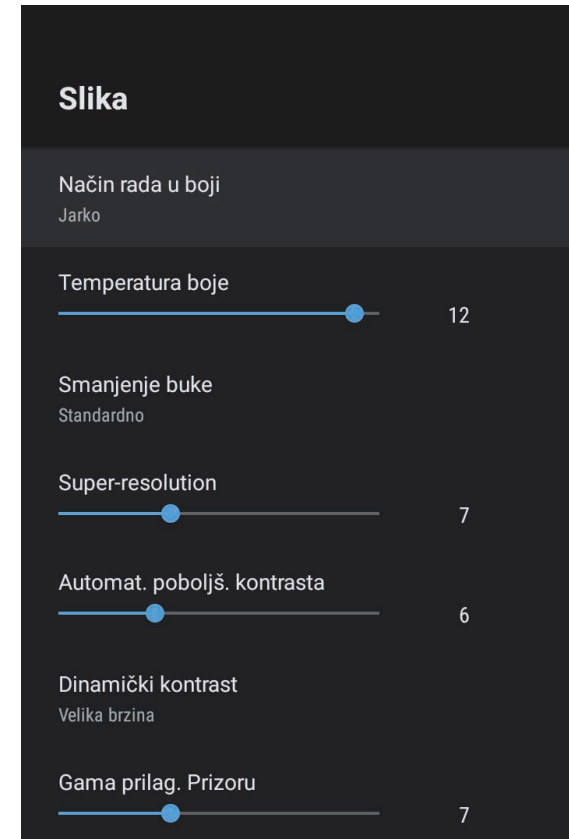 Slika
Način rada u boji
Jarko
Temperatura boje
12
Smanjenje buke
Standardno
Super-resolution
7
Automat. poboljš. kontrasta
6
Dinamički kontrast
Velika brzina
Gama prilag. Prizoru
7